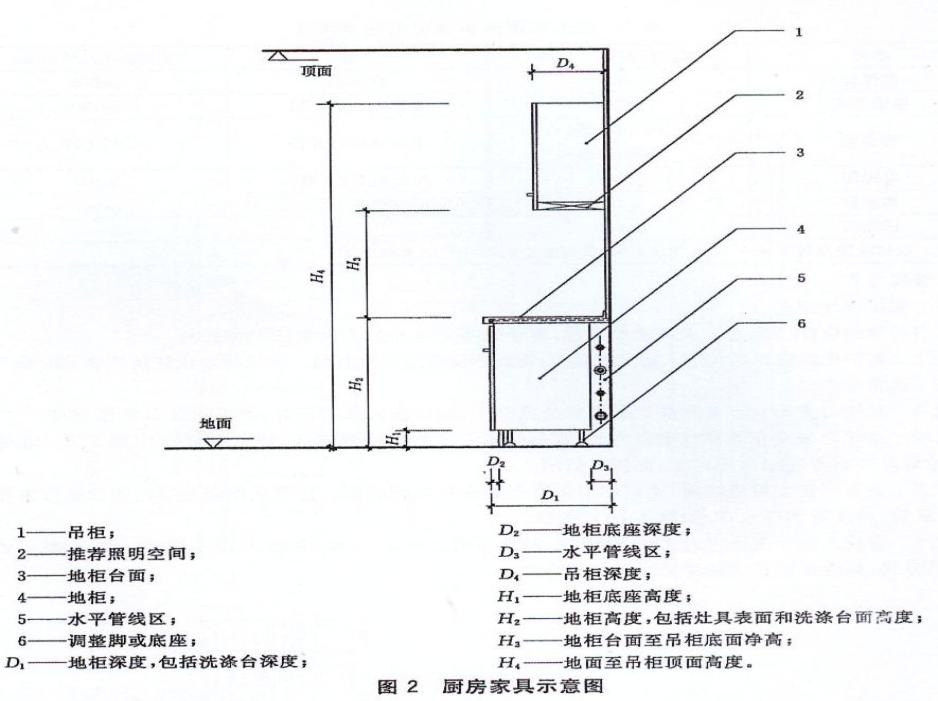 1
D₄
顶面
2
3
H₃
H₄
4
5
6
H₂
地面
H₁
D₂
D₃
D₁
1——吊柜；
2——推荐照明空间；
3——地柜台面；
4——地柜；
5——水平管线区；
6——调整脚或底座；
D₁——地柜深度，包括洗涤台深度；
D₂——地柜底座深度；
D₃——水平管线区；
D₄——吊柜深度；
H₁——地柜底座高度；
H₂——地柜高度，包括灶具表面和洗涤台面高度；
H₃——地柜台面至吊柜底面净高；
H₄——地面至吊柜顶面高度。
图 2 厨房家具示意图